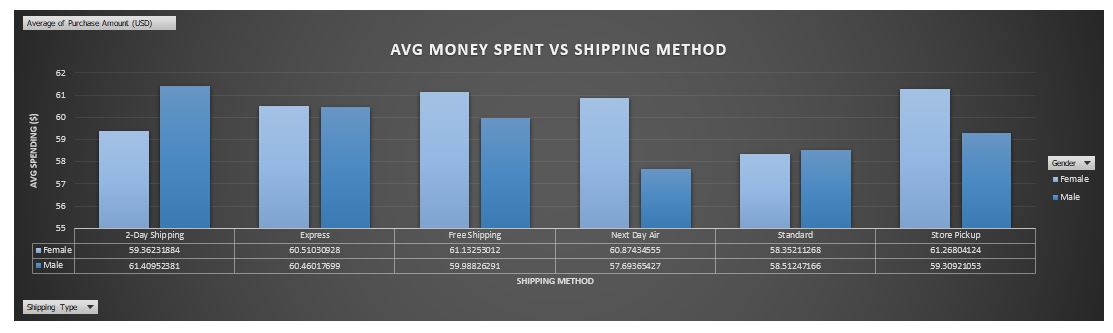 Average of Purchase Amount (USD)
AVG MONEY SPENT VS SHIPPING METHOD
62
61
60
59
58
57
56
55
AVG SPENDING ($)
2-Day Shipping Express Free Shipping Next Day Air Standard Store Pickup
Female 59.36231884 60.51030928 61.13253012 60.87434555 58.35211268 61.26804124
Male 61.40952381 60.46017699 59.98826291 57.69365427 58.51247166 59.30921053
SHIPPING METHOD
Gender
Female
Male
Shipping Type